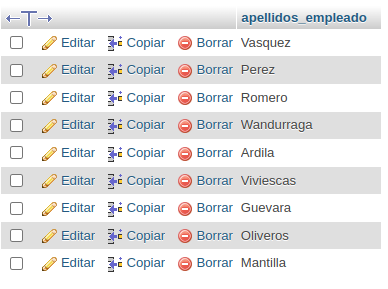 apellidos_empleado
Editar Copiar Borrar Vasquez
Editar Copiar Borrar Perez
Editar Copiar Borrar Romero
Editar Copiar Borrar Wandurraga
Editar Copiar Borrar Ardila
Editar Copiar Borrar Viviescas
Editar Copiar Borrar Guevara
Editar Copiar Borrar Oliveros
Editar Copiar Borrar Mantilla